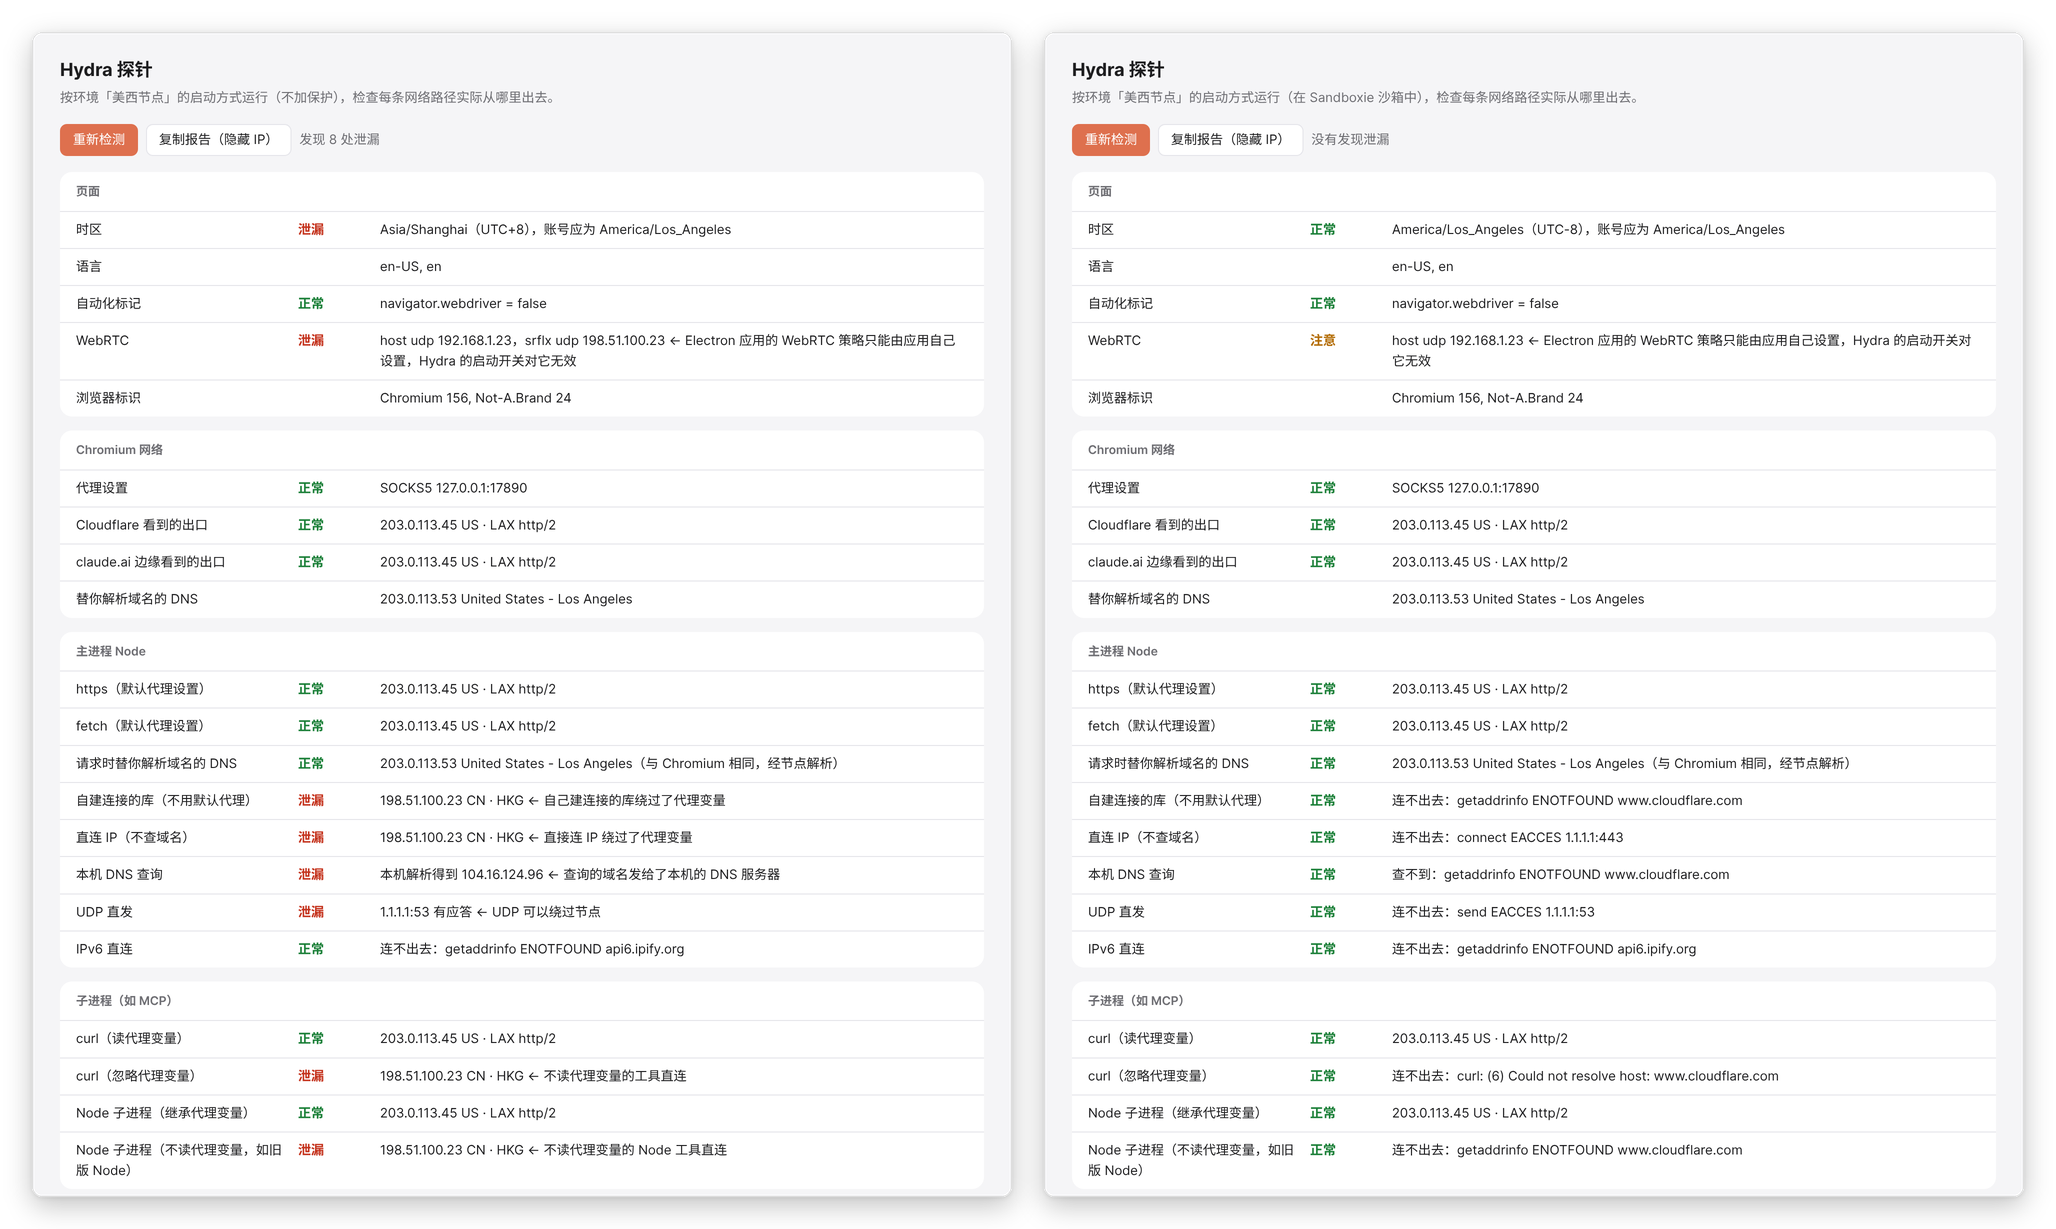 Hydra 探针
按环境「美西节点」的启动方式运行（不加保护），检查每条网络路径实际从哪里出去。
重新检测 复制报告（隐藏 IP） 发现 8 处泄漏
页面
时区 泄漏 Asia/Shanghai（UTC+8），账号应为 America/Los_Angeles
语言 en-US, en
自动化标记 正常 navigator.webdriver = false
WebRTC 泄漏 host udp 192.168.1.23，srflx udp 198.51.100.23 ← Electron 应用的 WebRTC 策略只能由应用自己
设置，Hydra 的启动开关对它无效
浏览器标识 Chromium 156, Not-A.Brand 24
Chromium 网络
代理设置 正常 SOCKS5 127.0.0.1:17890
Cloudflare 看到的出口 正常 203.0.113.45 US · LAX http/2
claude.ai 边缘看到的出口 正常 203.0.113.45 US · LAX http/2
替你解析域名的 DNS 203.0.113.53 United States - Los Angeles
主进程 Node
https（默认代理设置） 正常 203.0.113.45 US · LAX http/2
fetch（默认代理设置） 正常 203.0.113.45 US · LAX http/2
请求时替你解析域名的 DNS 正常 203.0.113.53 United States - Los Angeles（与 Chromium 相同，经节点解析）
自建连接的库（不用默认代理） 泄漏 198.51.100.23 CN · HKG ← 自己建连接的库绕过了代理变量
直连 IP（不查域名） 泄漏 198.51.100.23 CN · HKG ← 直接连 IP 绕过了代理变量
本机 DNS 查询 泄漏 本机解析得到 104.16.124.96 ← 查询的域名发给了本机的 DNS 服务器
UDP 直发 泄漏 1.1.1.1:53 有应答 ← UDP 可以绕过节点
IPv6 直连 正常 连不出去：getaddrinfo ENOTFOUND api6.ipify.org
子进程（如 MCP）
curl（读代理变量） 正常 203.0.113.45 US · LAX http/2
curl（忽略代理变量） 泄漏 198.51.100.23 CN · HKG ← 不读代理变量的工具直连
Node 子进程（继承代理变量） 正常 203.0.113.45 US · LAX http/2
Node 子进程（不读代理变量，如旧 泄漏 198.51.100.23 CN · HKG ← 不读代理变量的 Node 工具直连
版 Node）
Hydra 探针
按环境「美西节点」的启动方式运行（在 Sandboxie 沙箱中），检查每条网络路径实际从哪里出去。
重新检测 复制报告（隐藏 IP） 没有发现泄漏
页面
时区 正常 America/Los_Angeles（UTC-8），账号应为 America/Los_Angeles
语言 en-US, en
自动化标记 正常 navigator.webdriver = false
WebRTC 注意 host udp 192.168.1.23 ← Electron 应用的 WebRTC 策略只能由应用自己设置，Hydra 的启动开关对
它无效
浏览器标识 Chromium 156, Not-A.Brand 24
Chromium 网络
代理设置 正常 SOCKS5 127.0.0.1:17890
Cloudflare 看到的出口 正常 203.0.113.45 US · LAX http/2
claude.ai 边缘看到的出口 正常 203.0.113.45 US · LAX http/2
替你解析域名的 DNS 203.0.113.53 United States - Los Angeles
主进程 Node
https（默认代理设置） 正常 203.0.113.45 US · LAX http/2
fetch（默认代理设置） 正常 203.0.113.45 US · LAX http/2
请求时替你解析域名的 DNS 正常 203.0.113.53 United States - Los Angeles（与 Chromium 相同，经节点解析）
自建连接的库（不用默认代理） 正常 连不出去：getaddrinfo ENOTFOUND www.cloudflare.com
直连 IP（不查域名） 正常 连不出去：connect EACCES 1.1.1.1:443
本机 DNS 查询 正常 查不到：getaddrinfo ENOTFOUND www.cloudflare.com
UDP 直发 正常 连不出去：send EACCES 1.1.1.1:53
IPv6 直连 正常 连不出去：getaddrinfo ENOTFOUND api6.ipify.org
子进程（如 MCP）
curl（读代理变量） 正常 203.0.113.45 US · LAX http/2
curl（忽略代理变量） 正常 连不出去：curl: (6) Could not resolve host: www.cloudflare.com
Node 子进程（继承代理变量） 正常 203.0.113.45 US · LAX http/2
Node 子进程（不读代理变量，如旧 正常 连不出去：getaddrinfo ENOTFOUND www.cloudflare.com
版 Node）